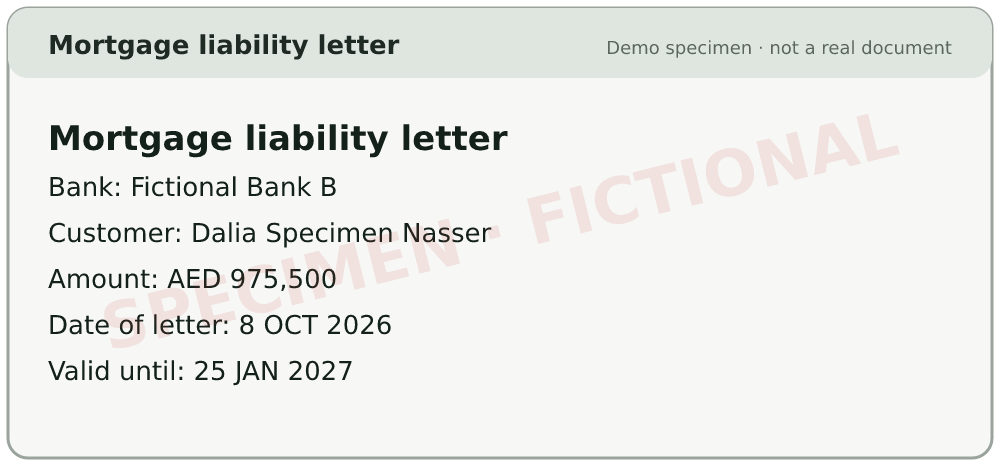 Mortgage liability letter
Demo specimen · not a real document
Mortgage liability letter
Bank: Fictional Bank B
Customer: Dalia Specimen Nasser
Amount: AED 975,500
Date of letter: 8 OCT 2026
Valid until: 25 JAN 2027
SPECIMEN · FICTIONAL